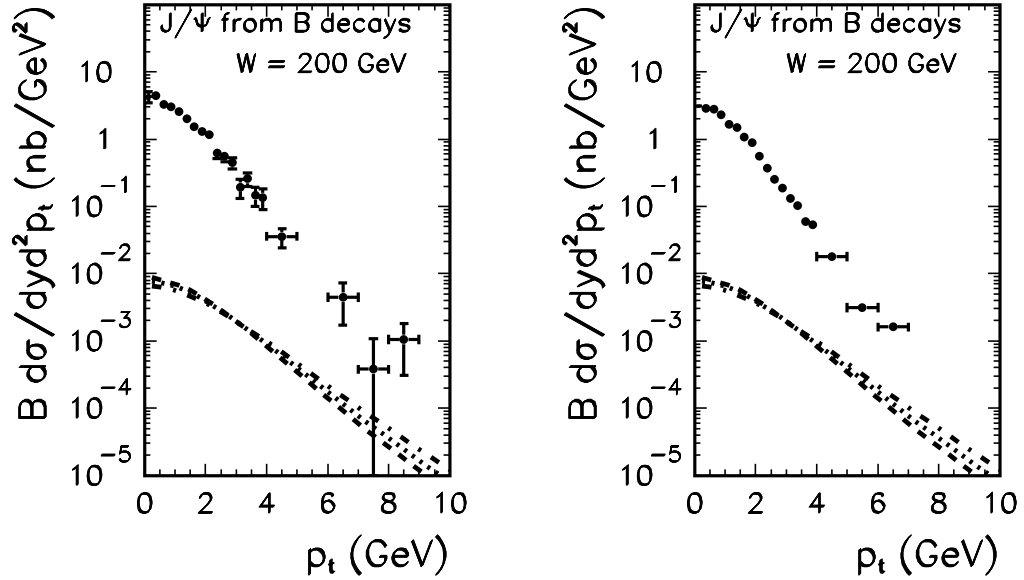 J/ψ from B decays
W = 200 GeV
B dσ/dyd²pₜ (nb/GeV²)
10
1
10⁻¹
10⁻²
10⁻³
10⁻⁴
10⁻⁵
0 2 4 6 8 10
pₜ (GeV)
J/ψ from B decays
W = 200 GeV
B dσ/dyd²pₜ (nb/GeV²)
10
1
10⁻¹
10⁻²
10⁻³
10⁻⁴
10⁻⁵
0 2 4 6 8 10
pₜ (GeV)